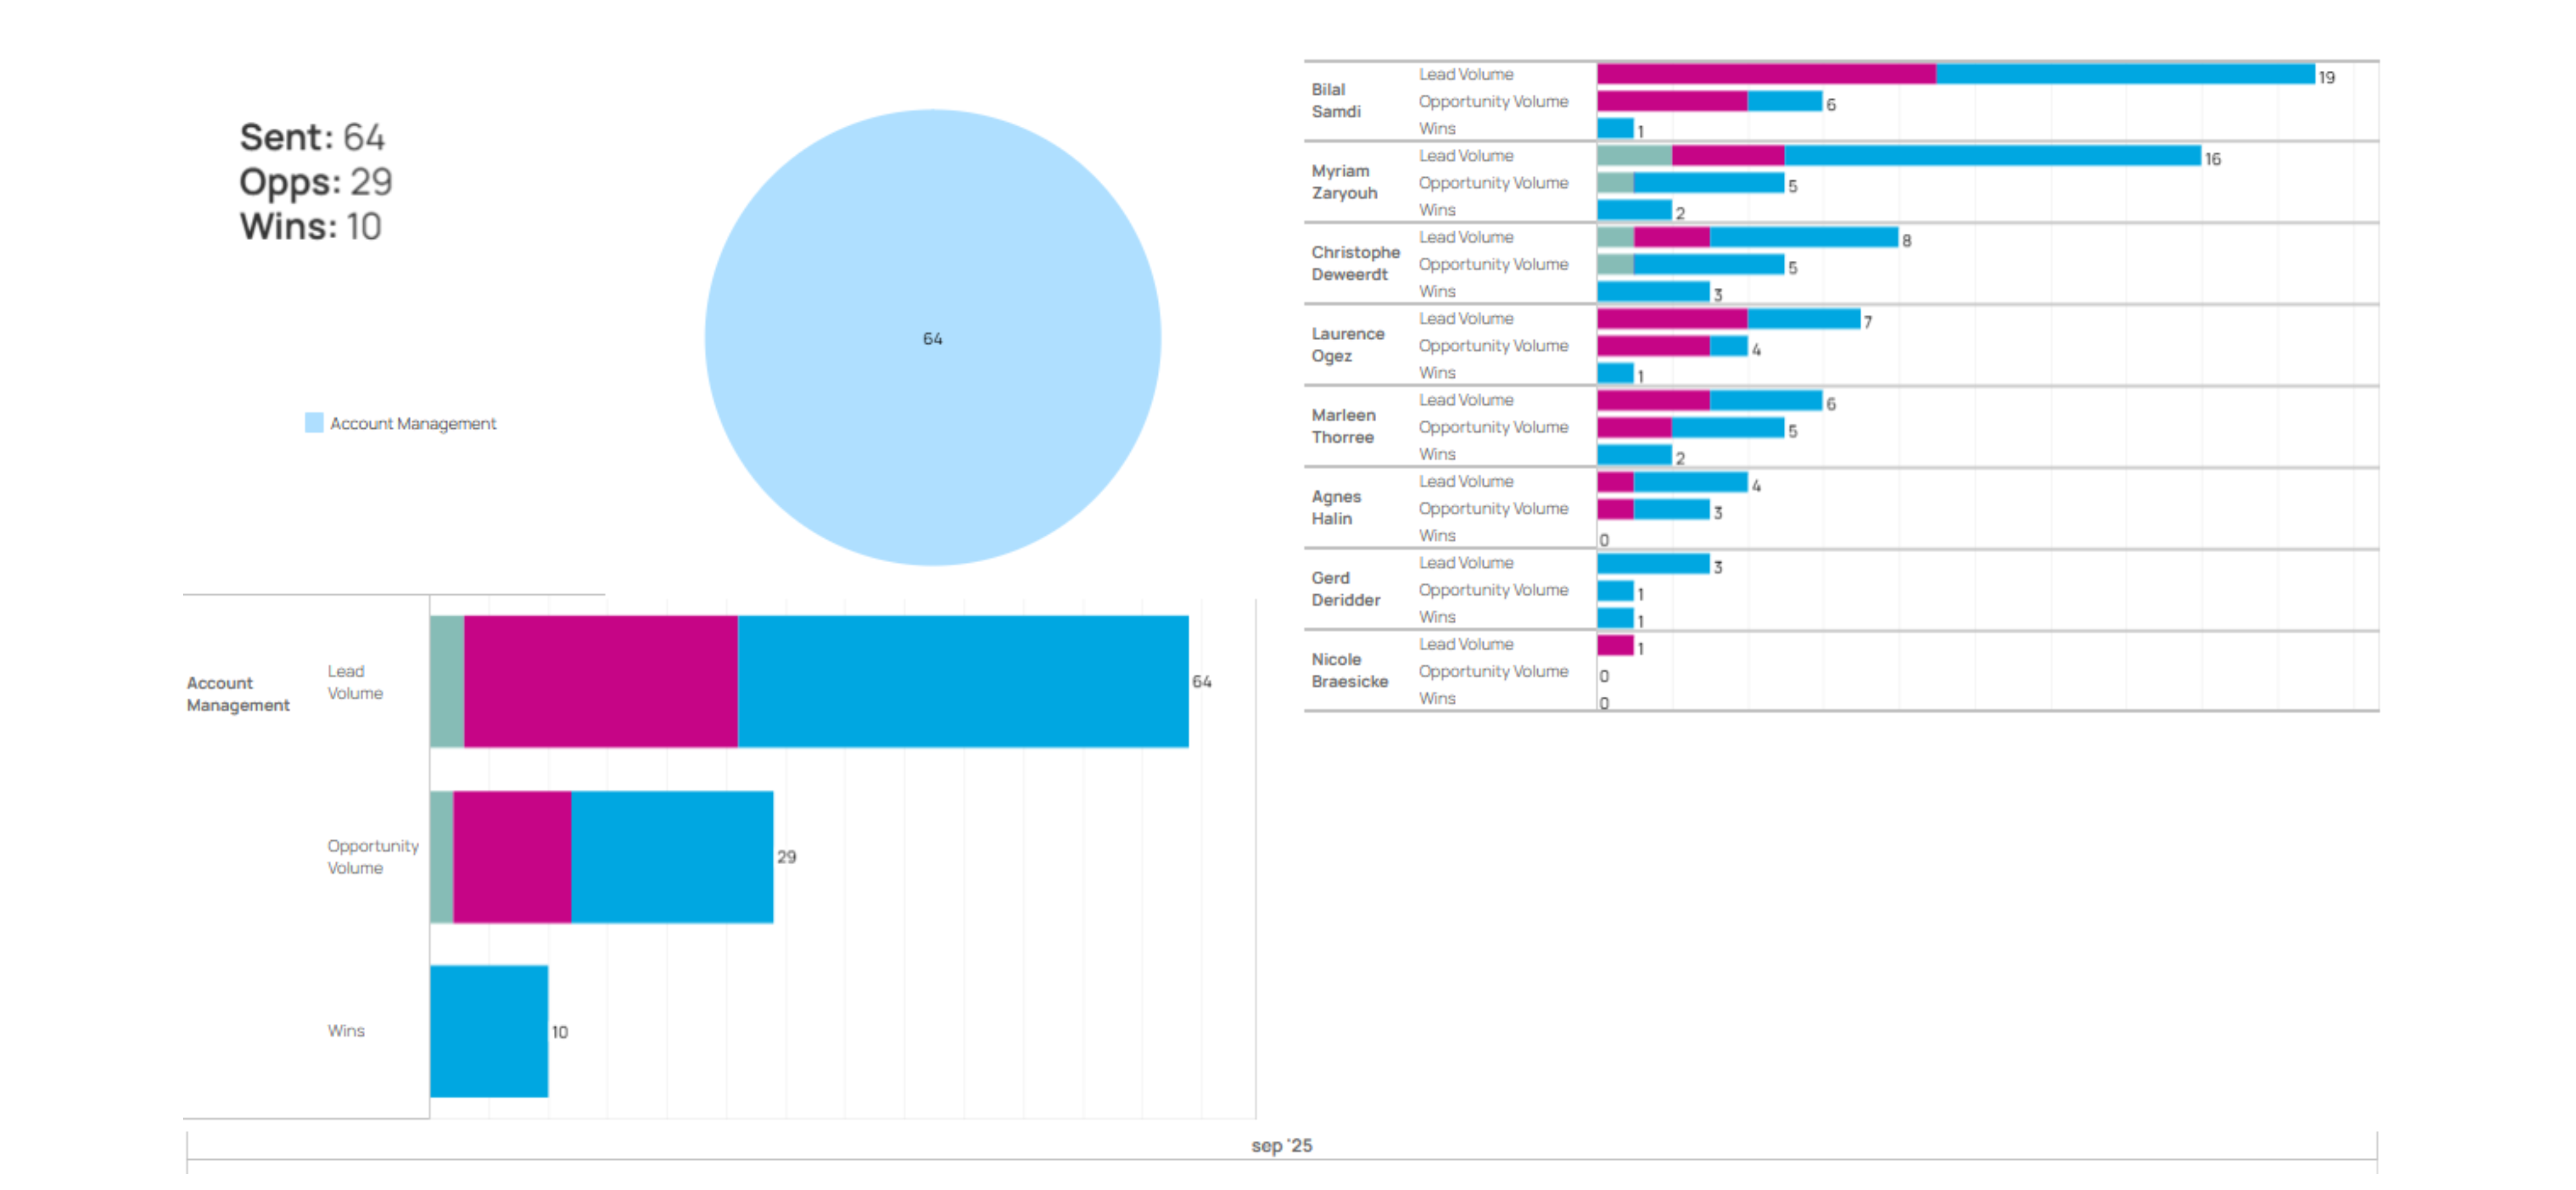 Sent: 64
Opps: 29
Wins: 10
64
Account Management
Account
Management
Lead
Volume
64
Opportunity
Volume
29
Wins
10
Bilal
Samdi
Lead Volume
19
Opportunity Volume
6
Wins
1
Myriam
Zaryouh
Lead Volume
16
Opportunity Volume
5
Wins
2
Christophe
Deweerdt
Lead Volume
8
Opportunity Volume
5
Wins
3
Laurence
Ogez
Lead Volume
7
Opportunity Volume
4
Wins
1
Marleen
Thorree
Lead Volume
6
Opportunity Volume
5
Wins
2
Agnes
Halin
Lead Volume
4
Opportunity Volume
3
Wins
0
Gerd
Deridder
Lead Volume
3
Opportunity Volume
1
Wins
1
Nicole
Braesicke
Lead Volume
1
Opportunity Volume
0
Wins
0
sep '25